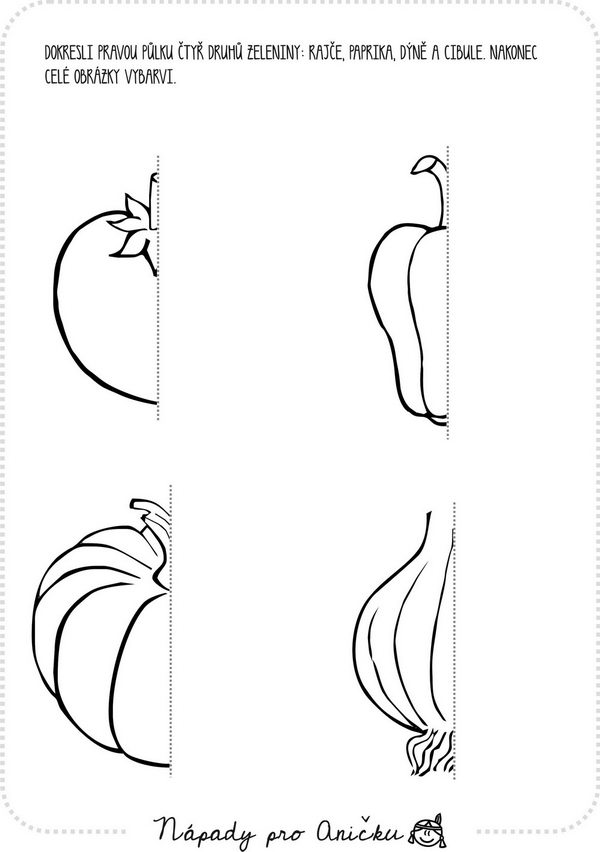 DOKRESLI PRAVOU PŮLKU ČTYŘ DRUHŮ ZELENINY: RAJČE, PAPRIKA, DÝNĚ A CIBULE. NAKONEC
CELÉ OBRÁZKY VYBARVI.
Nápady pro Aničku